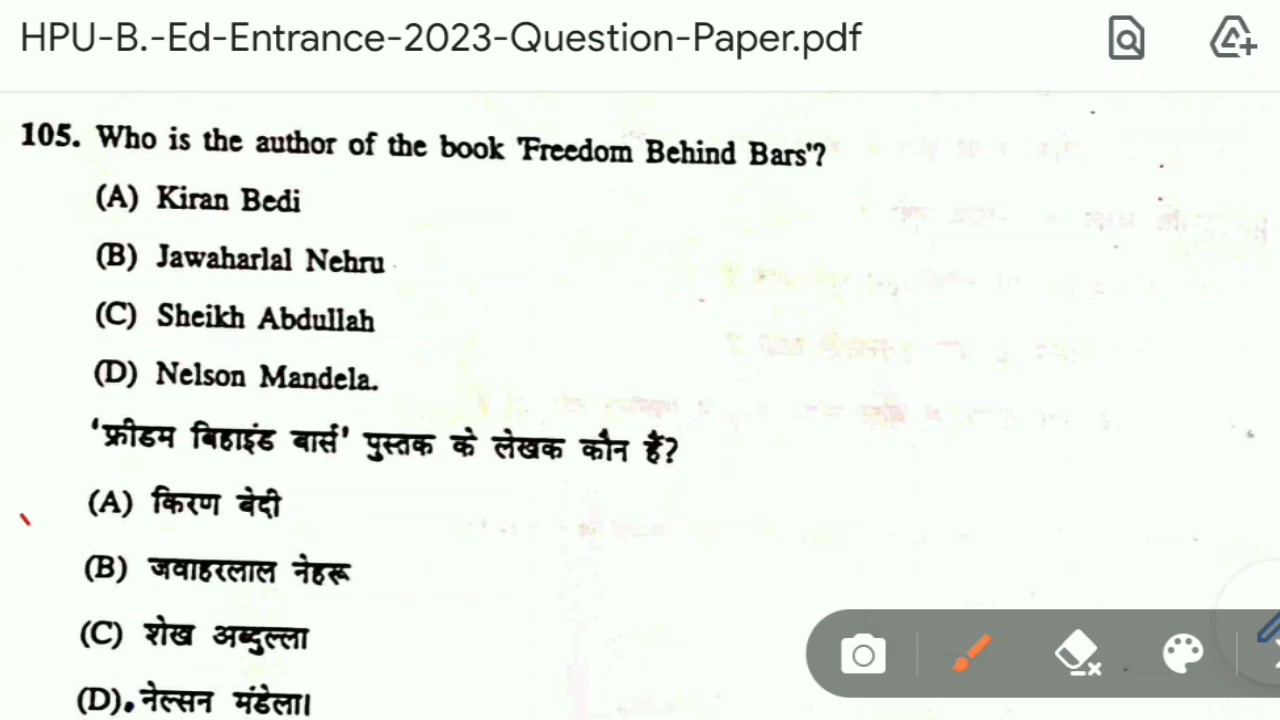 HPU-B.-Ed-Entrance-2023-Question-Paper.pdf
105. Who is the author of the book 'Freedom Behind Bars'?
(A) Kiran Bedi
(B) Jawaharlal Nehru
(C) Sheikh Abdullah
(D) Nelson Mandela.
'फ्रीडम बिहाइंड बार्स' पुस्तक के लेखक कौन हैं?
(A) किरण बेदी
(B) जवाहरलाल नेहरू
(C) शेख अब्दुल्ला
(D) नेल्सन मंडेला।